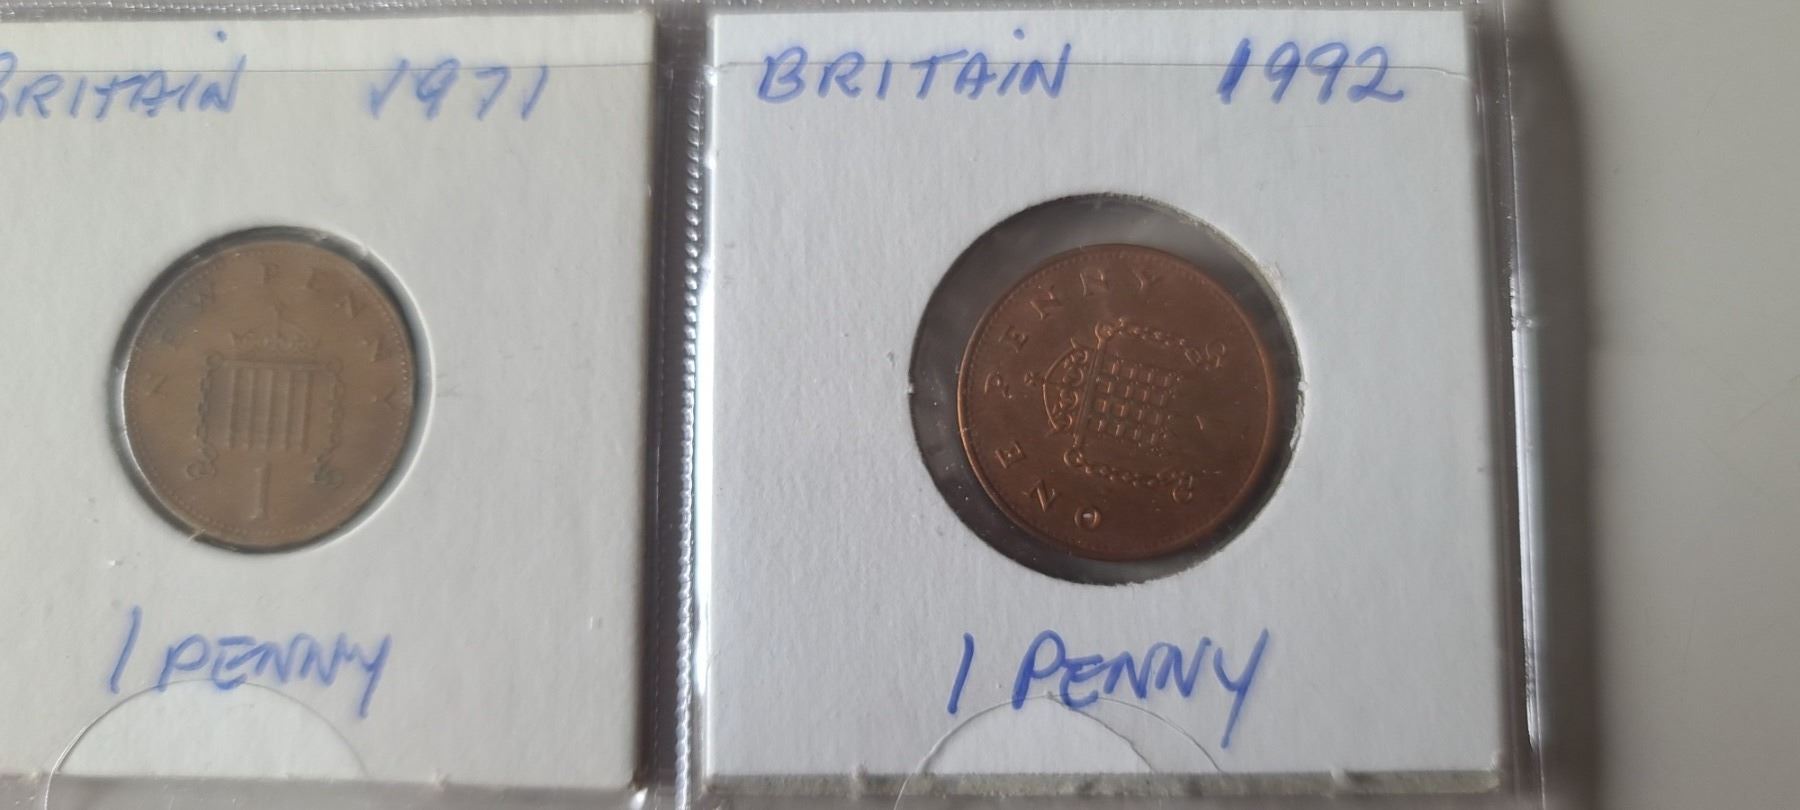 BRITAIN 1971
NEW PENNY
1
1 PENNY
BRITAIN 1992
ONE PENNY
1 PENNY